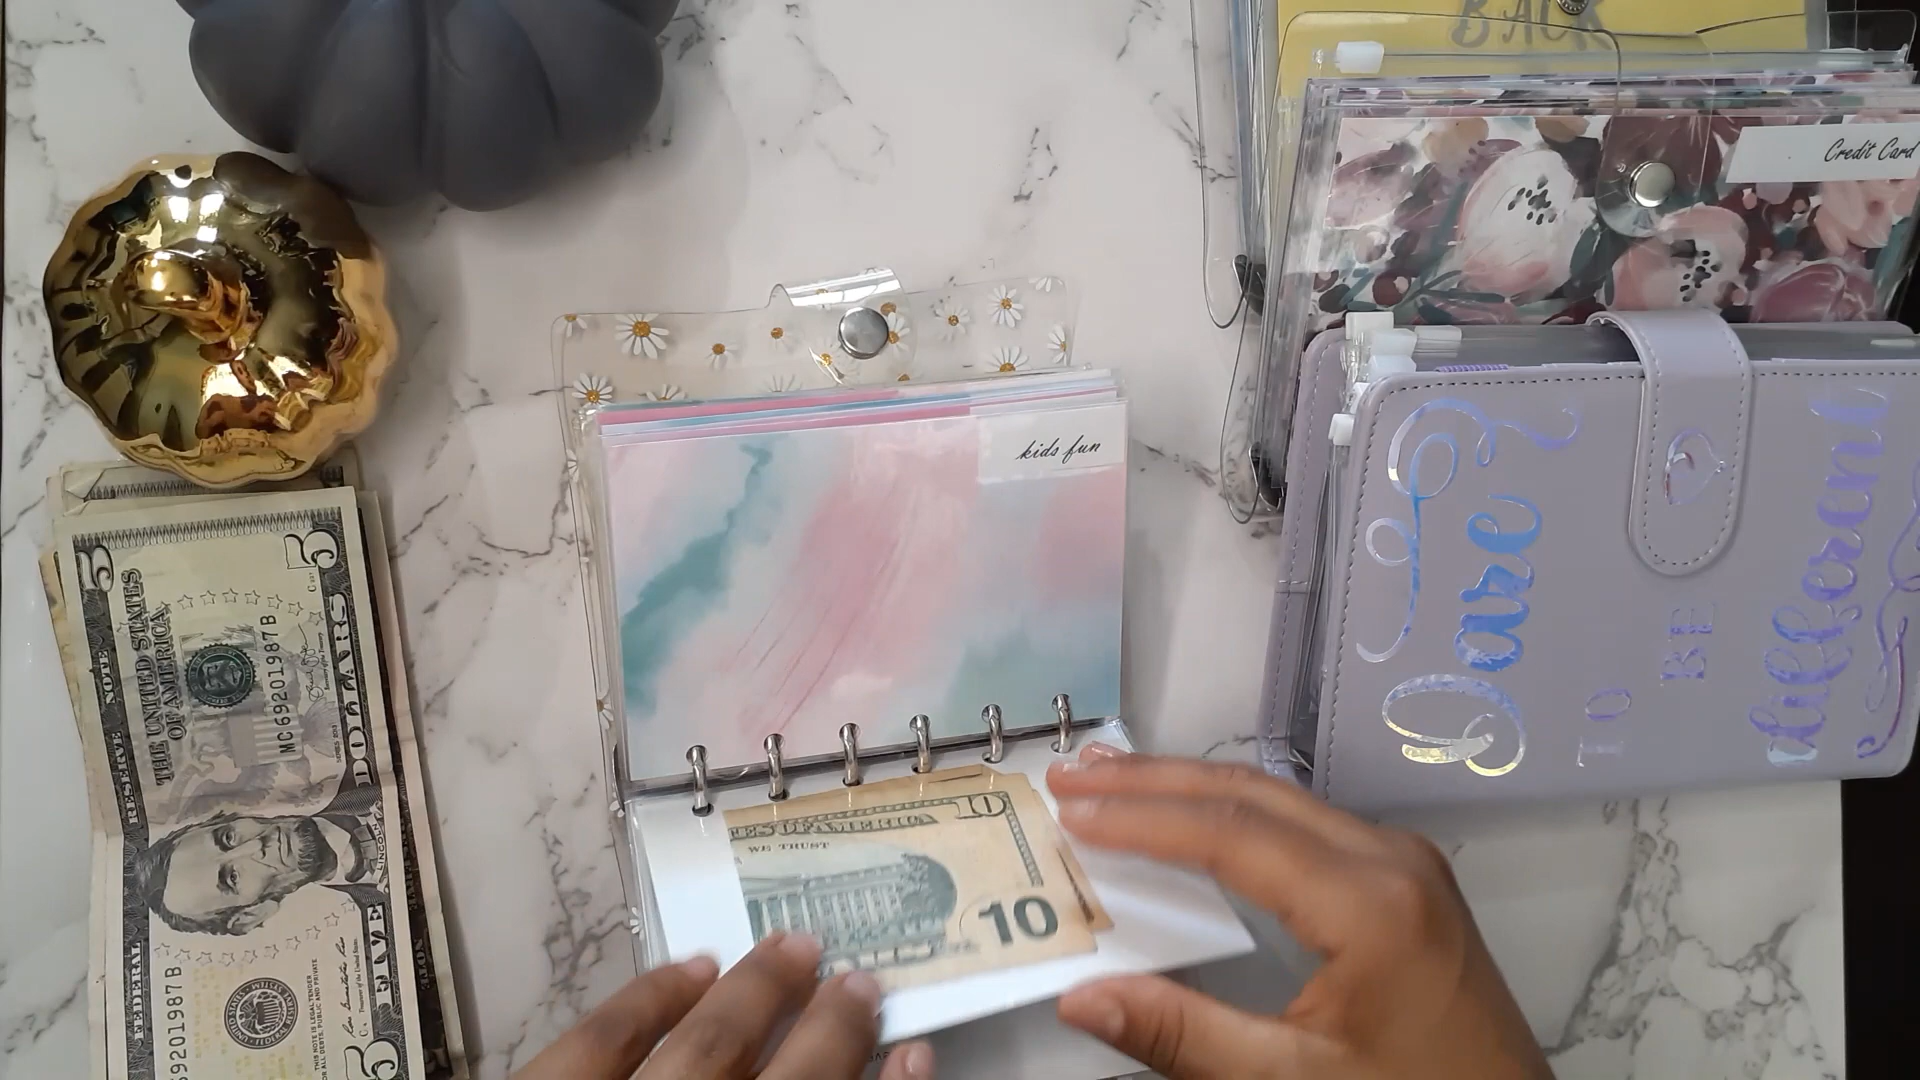 BACK
Credit Card
kids fun
Dare
TO
BE
different
5
5
FEDERAL RESERVE NOTE
THE UNITED STATES
OF AMERICA
MC69201987B
69201987B
LINCOLN
FIVE DOLLARS
5
THIS NOTE IS LEGAL TENDER
FOR ALL DEBTS, PUBLIC AND PRIVATE
10
TES OF AMERICA
WE TRUST
10